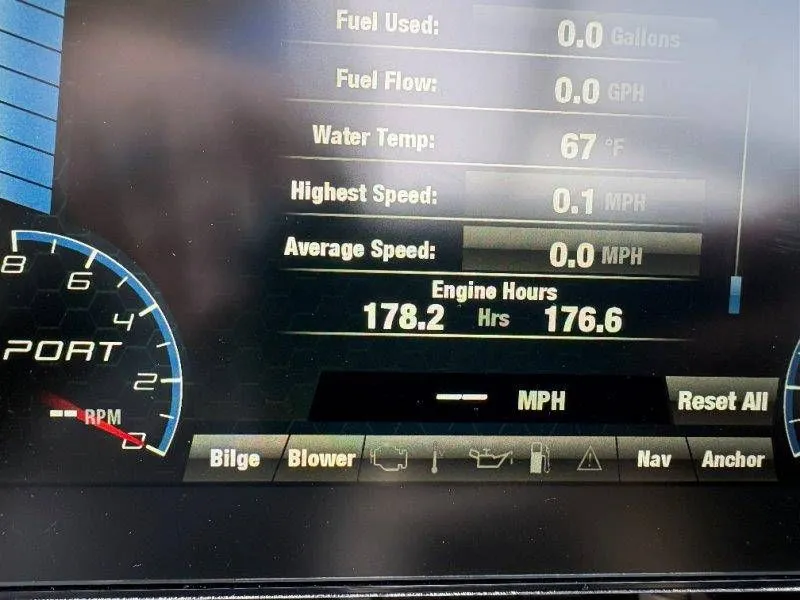 Fuel Used: 0.0 Gallons
Fuel Flow: 0.0 GPH
Water Temp: 67 °F
Highest Speed: 0.1 MPH
Average Speed: 0.0 MPH
Engine Hours
178.2 Hrs 176.6
8
6
4
PORT
2
-- RPM
0
-- MPH
Reset All
Bilge Blower Nav Anchor